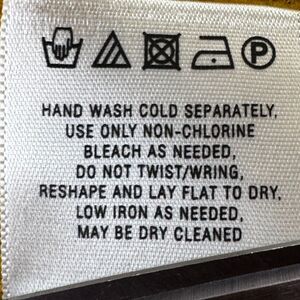 P
HAND WASH COLD SEPARATELY,
USE ONLY NON-CHLORINE
BLEACH AS NEEDED,
DO NOT TWIST/WRING,
RESHAPE AND LAY FLAT TO DRY,
LOW IRON AS NEEDED,
MAY BE DRY CLEANED